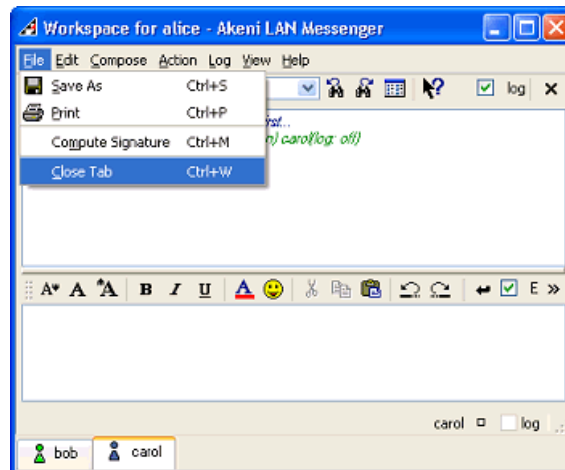 Workspace for alice - Akeni LAN Messenger
File Edit Compose Action Log View Help
Save As Ctrl+S
log
Print Ctrl+P
Compute Signature Ctrl+M
carol(log: off)
Close Tab Ctrl+W
A A A B I U A E »
carol log
bob carol